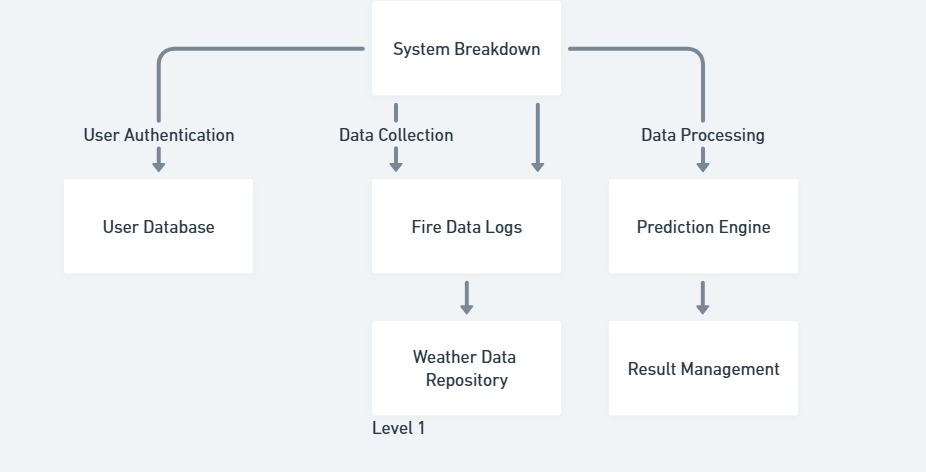 System Breakdown
User Authentication
Data Collection
Data Processing
User Database
Fire Data Logs
Prediction Engine
Weather Data
Repository
Result Management
Level 1